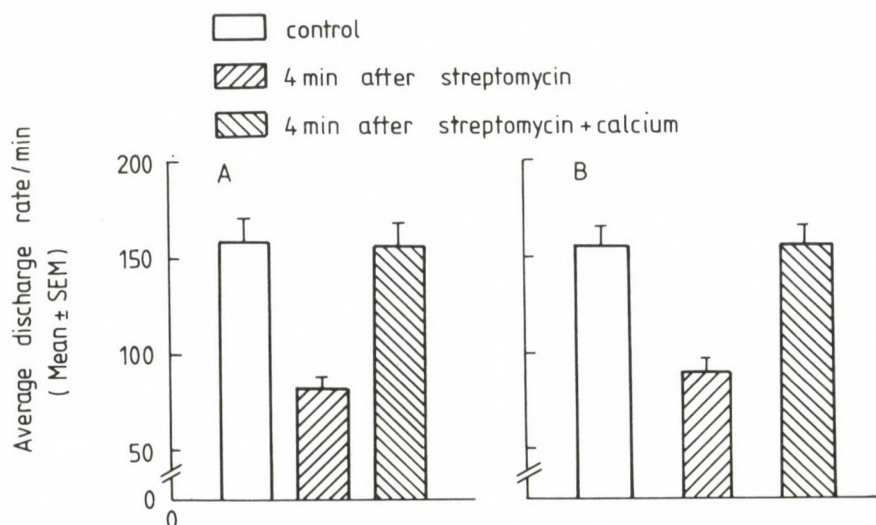 control
4 min after streptomycin
4 min after streptomycin + calcium
Average discharge rate / min
( Mean ± SEM )
200
150
100
50
0
0
A
B